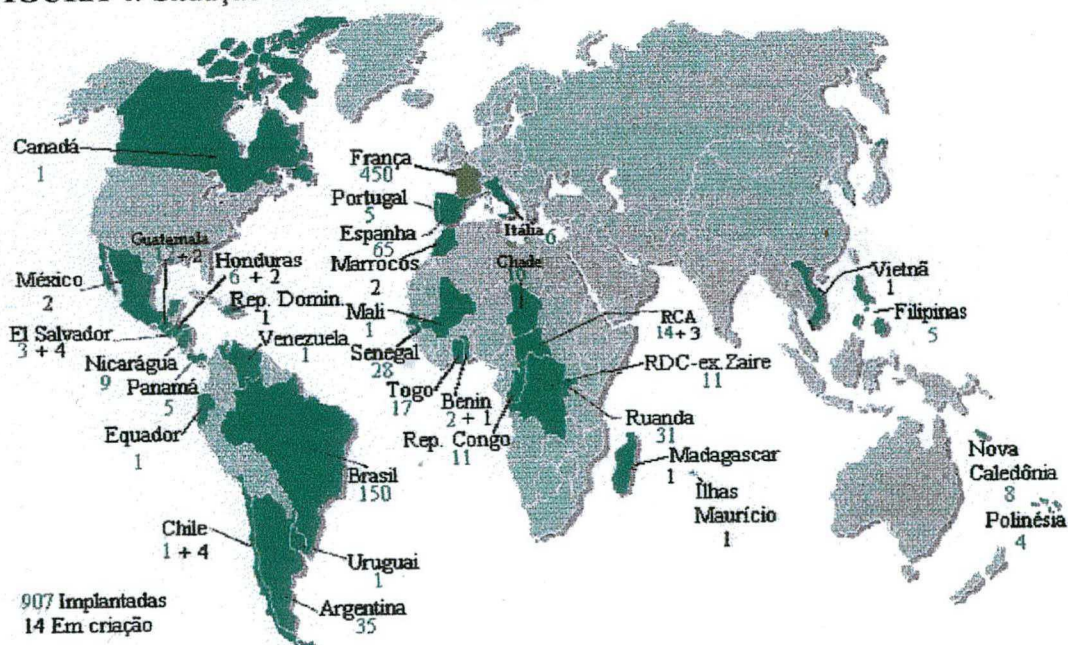 Canadá
1
França
450
Portugal
5
Espanha
65
Marrocos
2
Itália
6
Chade
16
Guatamala
+ 2
Honduras
6 + 2
México
2
Rep. Domin.
1
El Salvador
3 + 4
Venezuela
1
Nicarágua
9
Panamá
5
Equador
1
Mali
1
Senegal
28
Togo
17
Benin
2 + 1
Rep. Congo
11
RCA
14+3
RDC-ex.Zaire
11
Ruanda
31
Madagascar
1
Ilhas
Maurício
1
Vietnã
1
Filipinas
5
Nova
Caledônia
8
Polinésia
4
Brasil
150
Chile
1 + 4
Uruguai
1
Argentina
35
907 Implantadas
14 Em criação